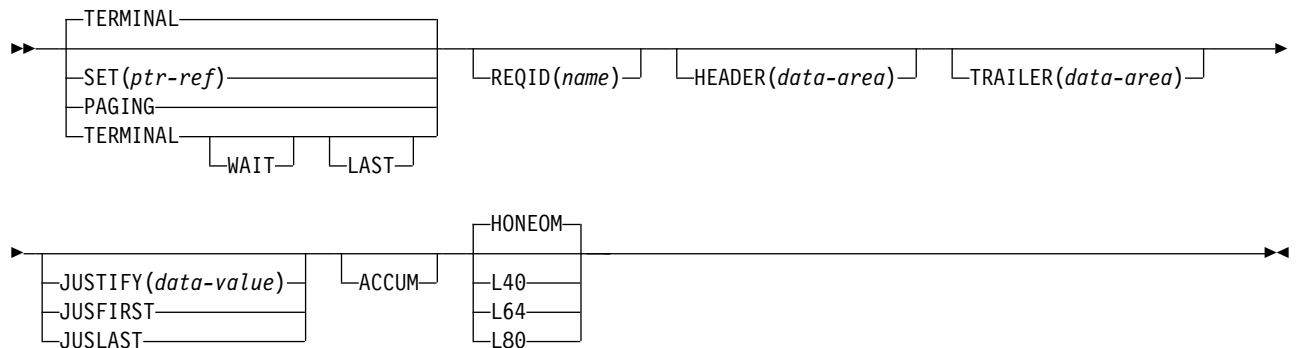 TERMINAL
SET(ptr-ref)
PAGING
TERMINAL
WAIT
LAST
REQID(name)
HEADER(data-area)
TRAILER(data-area)
JUSTIFY(data-value)
JUSFIRST
JUSLAST
ACCUM
HONEOM
L40
L64
L80